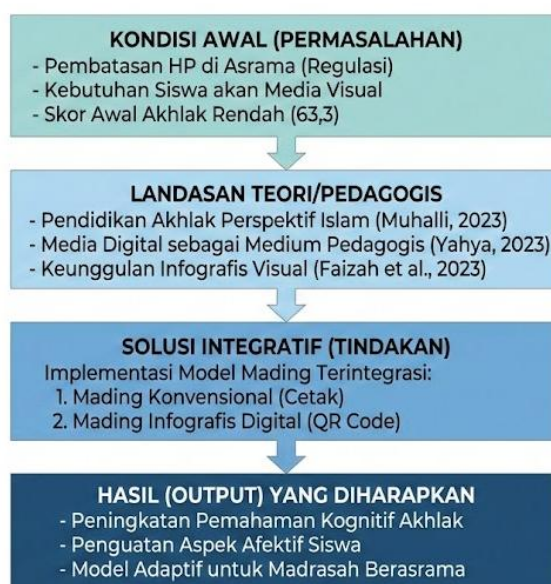 KONDISI AWAL (PERMASALAHAN)
- Pembatasan HP di Asrama (Regulasi)
- Kebutuhan Siswa akan Media Visual
- Skor Awal Akhlak Rendah (63,3)
LANDASAN TEORI/PEDAGOGIS
- Pendidikan Akhlak Perspektif Islam (Muhalli, 2023)
- Media Digital sebagai Medium Pedagogis (Yahya, 2023)
- Keunggulan Infografis Visual (Faizah et al., 2023)
SOLUSI INTEGRATIF (TINDAKAN)
Implementasi Model Mading Terintegrasi:
1. Mading Konvensional (Cetak)
2. Mading Infografis Digital (QR Code)
HASIL (OUTPUT) YANG DIHARAPKAN
- Peningkatan Pemahaman Kognitif Akhlak
- Penguatan Aspek Afektif Siswa
- Model Adaptif untuk Madrasah Berasrama